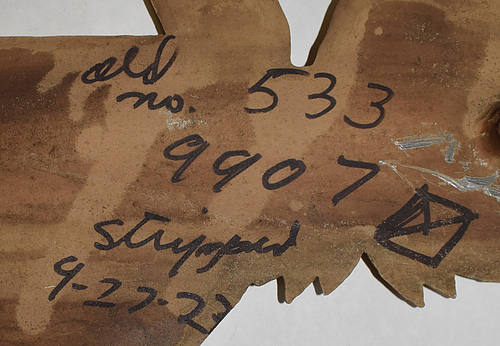 old
no. 533
9907
stripped
9-27-23